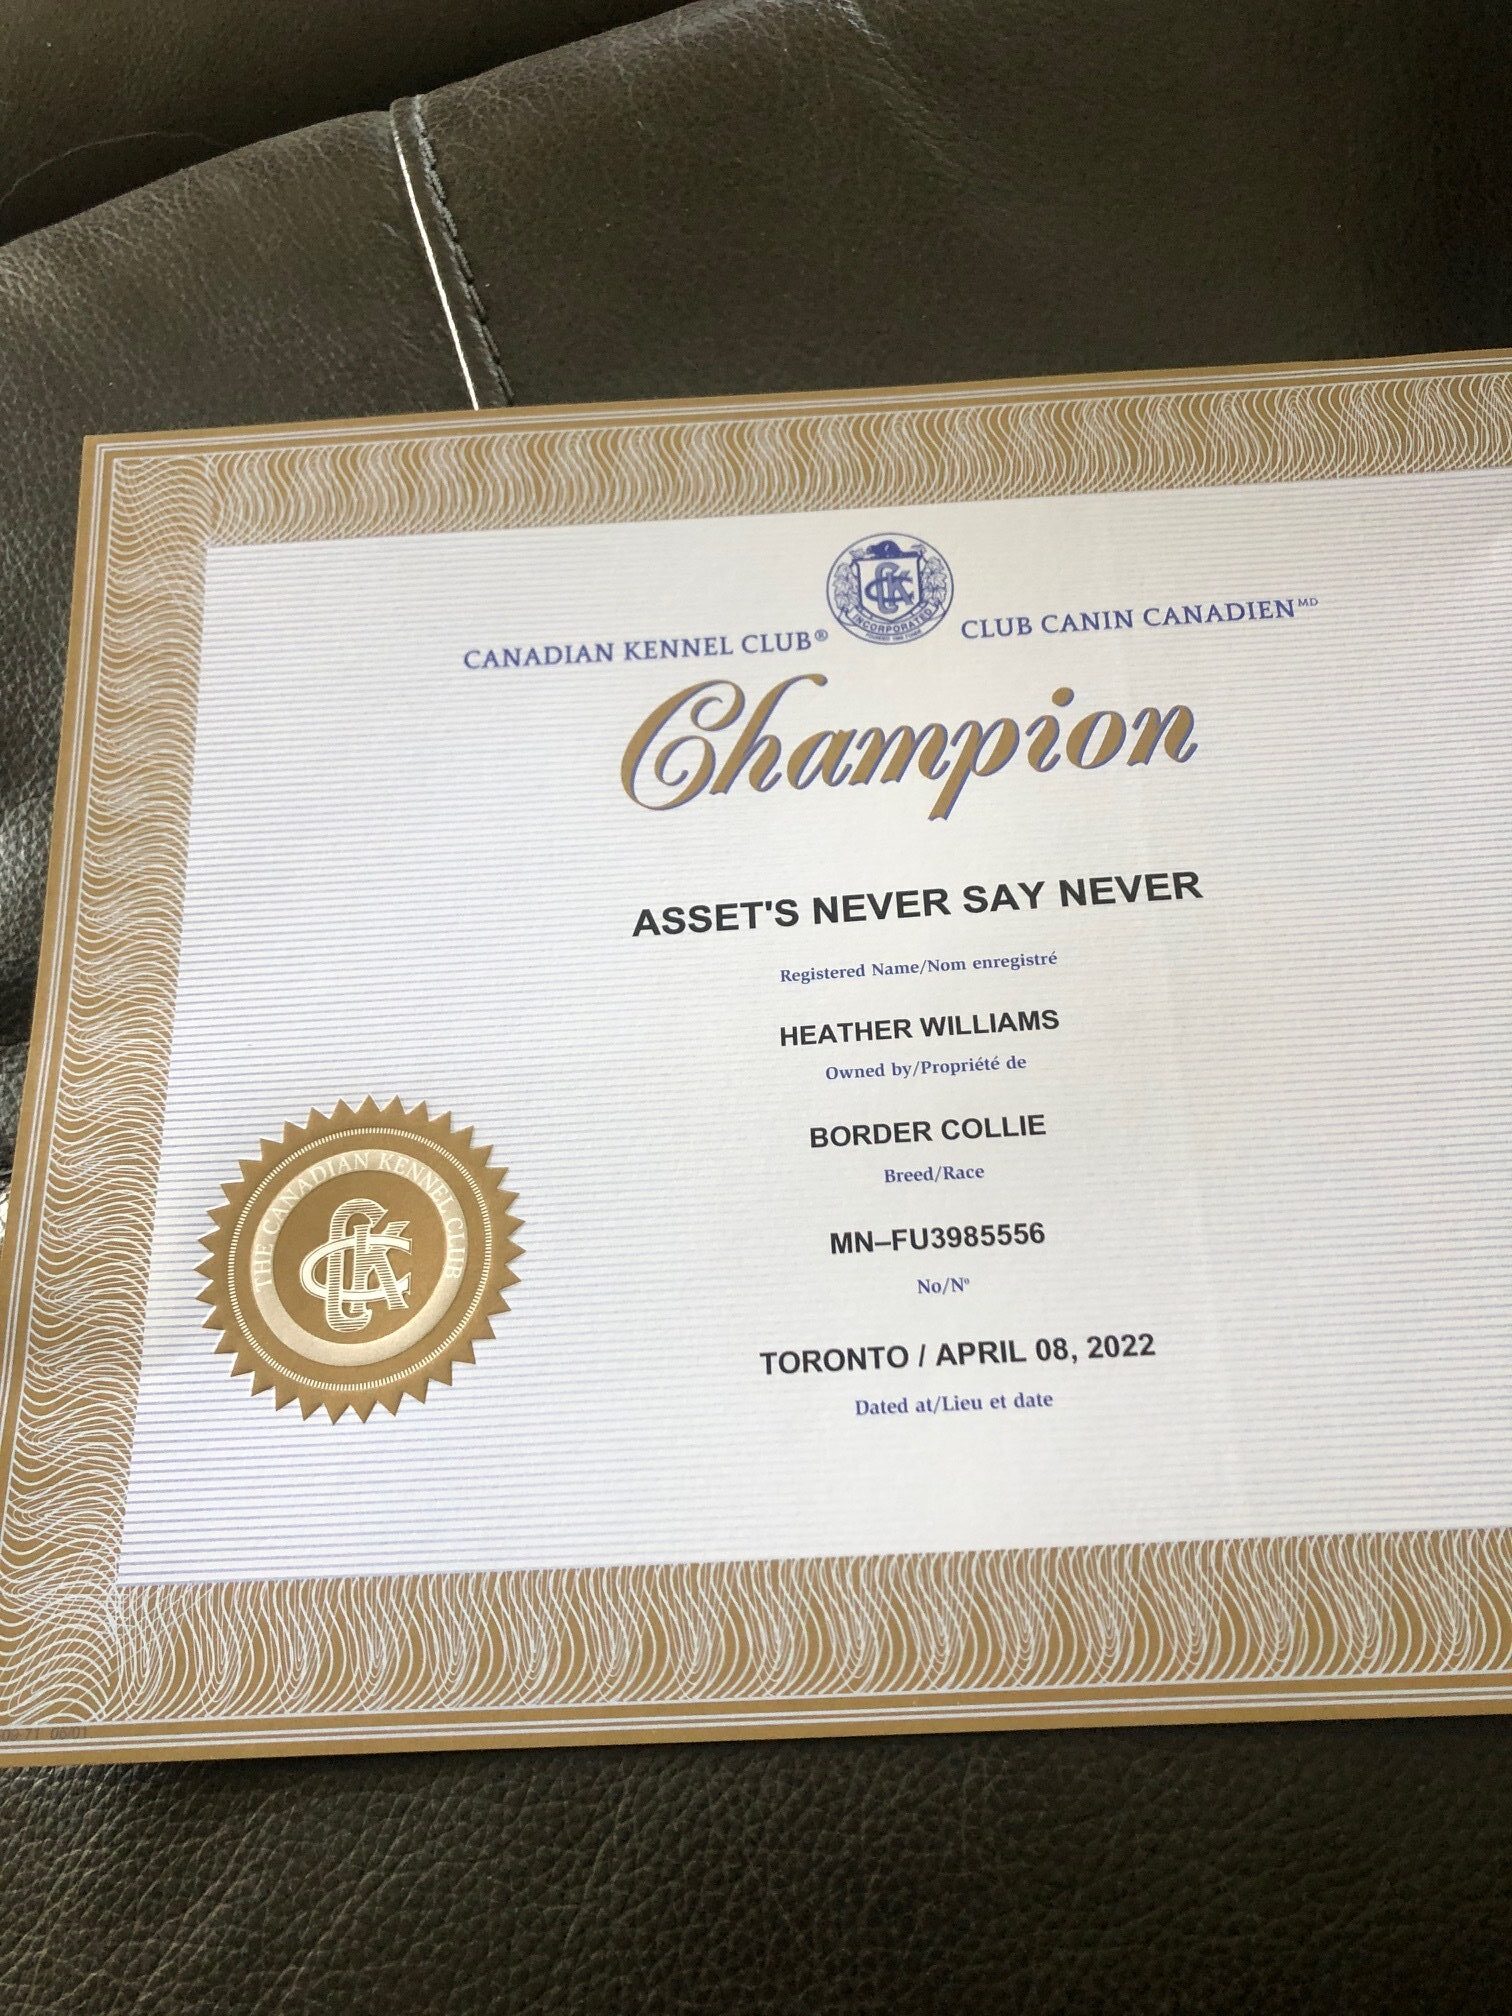 CANADIAN KENNEL CLUB® CLUB CANIN CANADIEN MD
INCORPORATED
Champion
ASSET'S NEVER SAY NEVER
Registered Name/Nom enregistré
HEATHER WILLIAMS
Owned by/Propriété de
BORDER COLLIE
Breed/Race
MN–FU3985556
No/Nº
TORONTO / APRIL 08, 2022
Dated at/Lieu et date
THE CANADIAN KENNEL CLUB
CKC